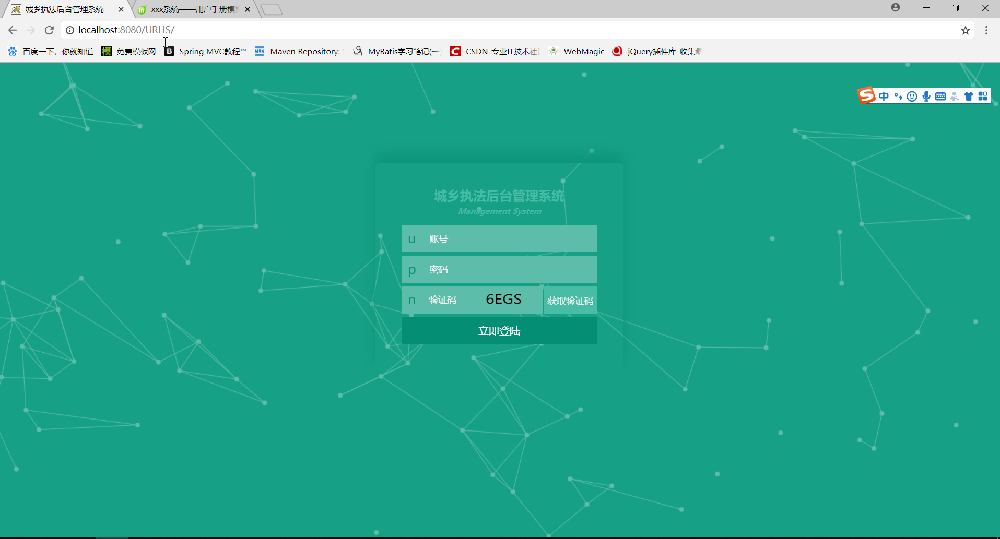 城乡执法后台管理系统
xxx系统——用户手册模
localhost:8080/URLIS/
百度一下，你就知道
模
免费模板网
B
Spring MVC教程™
MVN
Maven Repository:
MyBatis学习笔记(一
C
CSDN-专业IT技术社
WebMagic
jQuery插件库-收集
S 中
城乡执法后台管理系统
Management System
u 账号
p 密码
n 验证码 6EGS 获取验证码
立即登陆